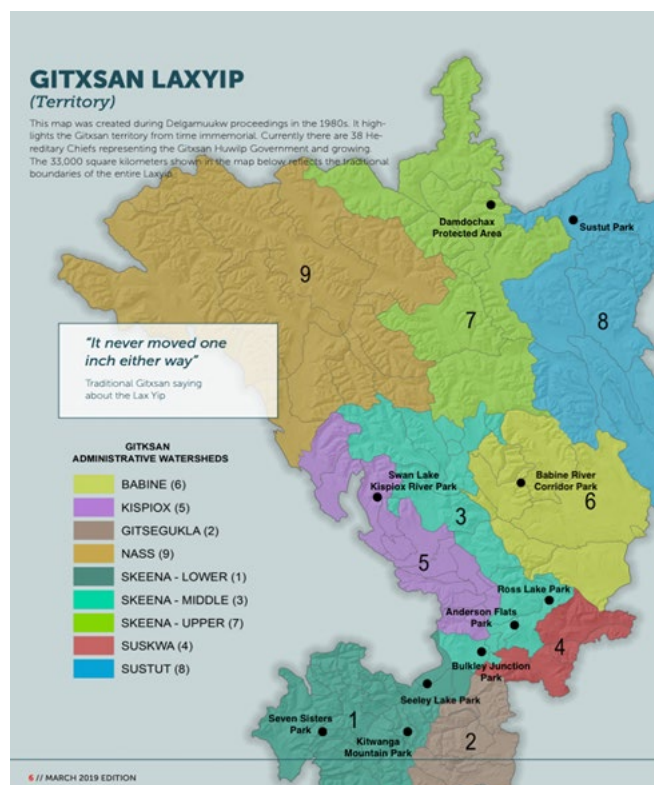 GITXSAN LAXYIP
(Territory)
This map was created during Delgamuukw proceedings in the 1980s. It high-
lights the Gitxsan territory from time immemorial. Currently there are 38 He-
reditary Chiefs representing the Gitxsan Huwilp Government and growing.
The 33,000 square kilometers shown in the map below reflects the traditional
boundaries of the entire Laxyip.
Damdochax
Protected Area
Sustut Park
9
7
8
"It never moved one
inch either way"
Traditional Gitxsan saying
about the Lax Yip
GITKSAN
ADMINISTRATIVE WATERSHEDS
BABINE (6)
KISPIOX (5)
GITSEGUKLA (2)
NASS (9)
SKEENA - LOWER (1)
SKEENA - MIDDLE (3)
SKEENA - UPPER (7)
SUSKWA (4)
SUSTUT (8)
Swan Lake
Kispiox River Park
Babine River
Corridor Park
6
3
5
Ross Lake Park
Anderson Flats
Park
4
Bulkley Junction
Park
Seeley Lake Park
Seven Sisters
Park
1
Kitwanga
Mountain Park
2
6 // MARCH 2019 EDITION